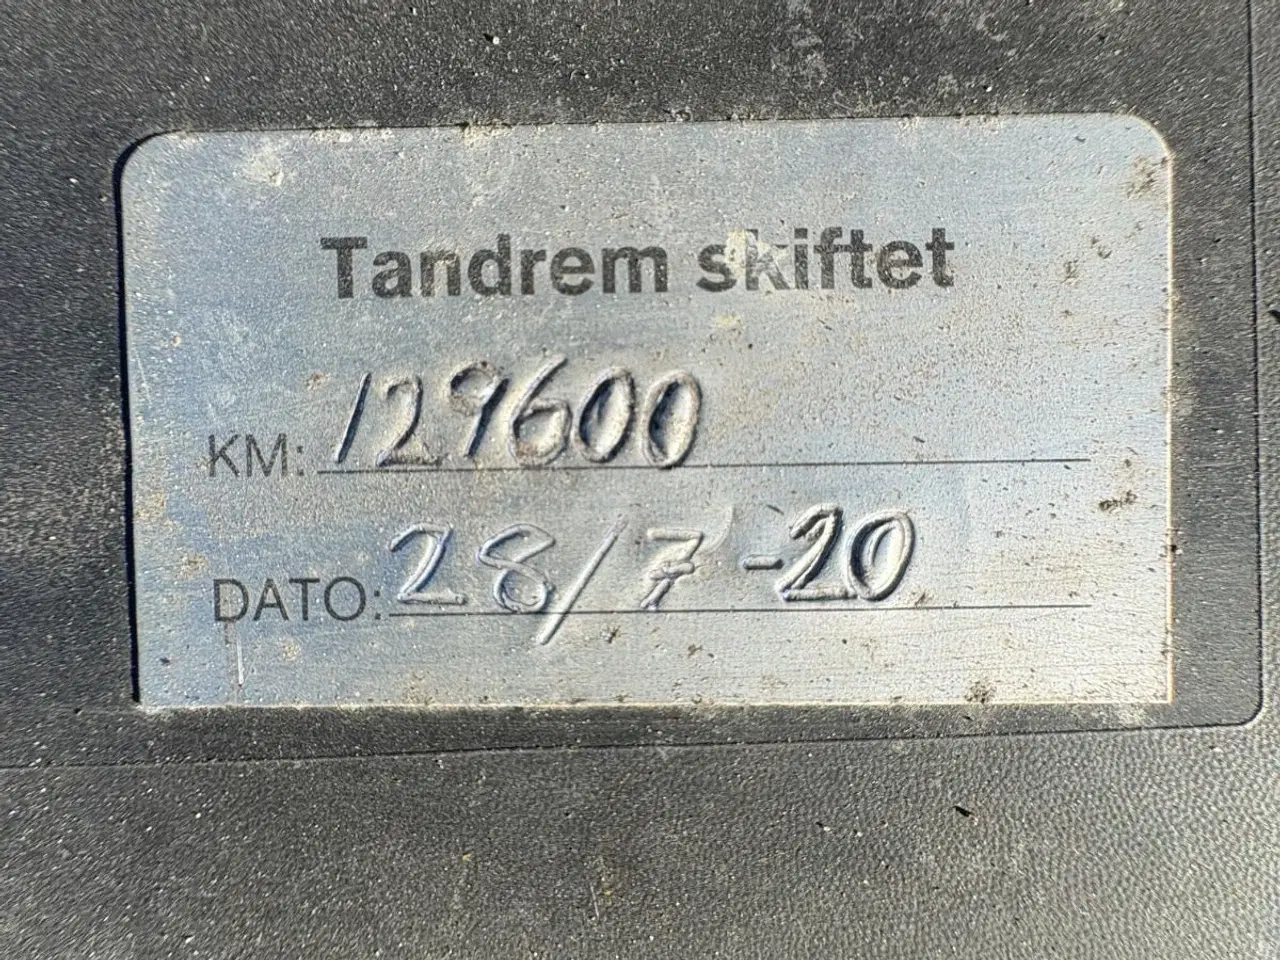 Tandrem skiftet
KM: 129600
DATO: 28/7-20